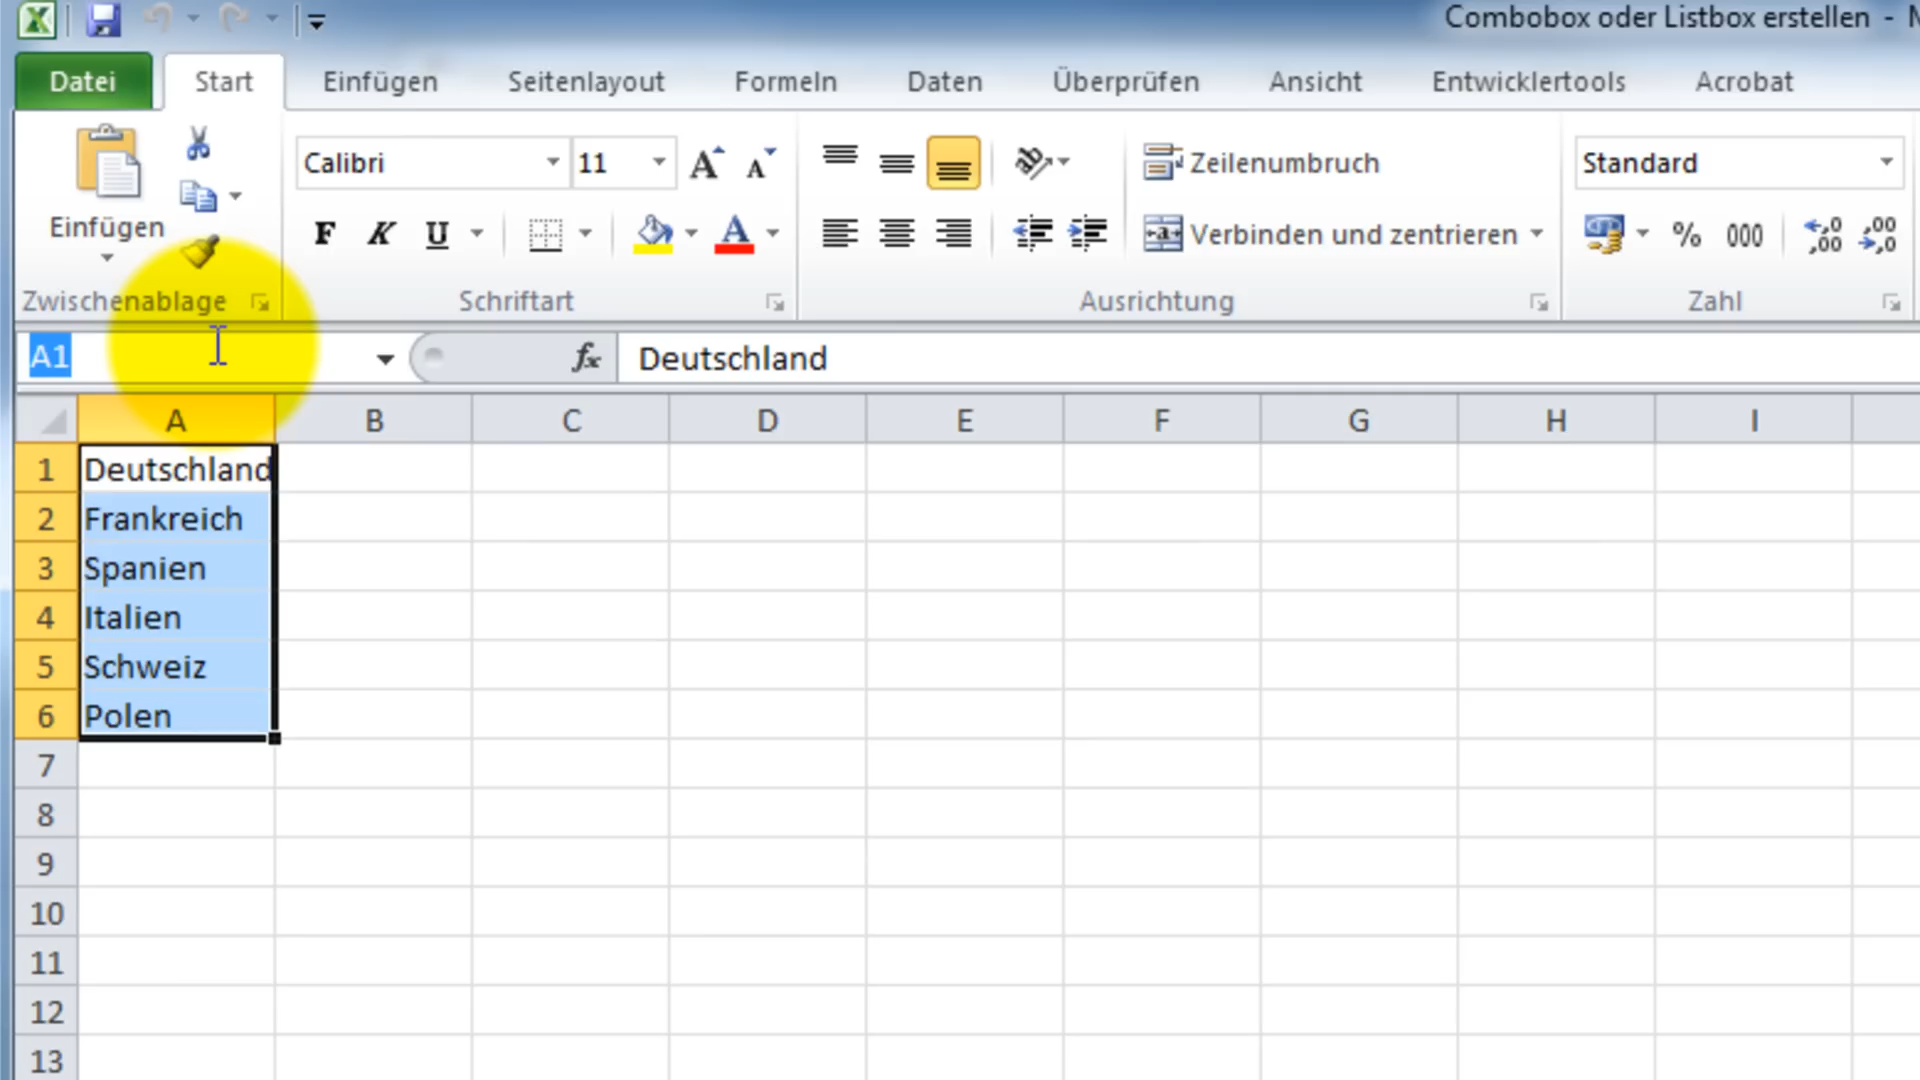 Combobox oder Listbox erstellen -
Datei Start Einfügen Seitenlayout Formeln Daten Überprüfen Ansicht Entwicklertools Acrobat
Calibri 11 Zeilenumbruch Standard
Einfügen F K U Verbinden und zentrieren % 000
Zwischenablage Schriftart Ausrichtung Zahl
A1 fx Deutschland
A B C D E F G H I
1 Deutschland
2 Frankreich
3 Spanien
4 Italien
5 Schweiz
6 Polen
7
8
9
10
11
12
13